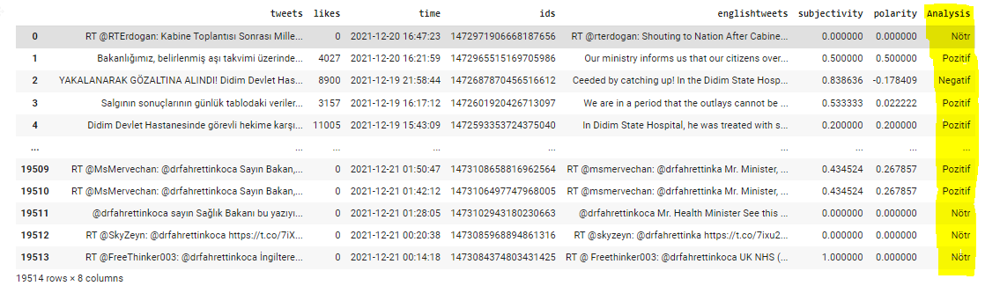 tweets likes time ids englishtweets subjectivity polarity Analysis
0 RT @RTErdogan: Kabine Toplantısı Sonrası Mille... 0 2021-12-20 16:47:23 1472971906668187656 RT @rterdogan: Shouting to Nation After Cabine... 0.000000 0.000000 Nötr
1 Bakanlığımız, belirlenmiş aşı takvimi üzerinde... 4027 2021-12-20 16:21:59 1472965515169705986 Our ministry informs us that our citizens over... 0.500000 0.500000 Pozitif
2 YAKALANARAK GÖZALTINA ALINDI! Didim Devlet Has... 8900 2021-12-19 21:58:44 1472687870456516612 Ceeded by catching up! In the Didim State Hosp... 0.838636 -0.178409 Negatif
3 Salgının sonuçlarının günlük tablodaki veriler... 3157 2021-12-19 16:17:12 1472601920426713097 We are in a period that the outlays cannot be ... 0.533333 0.022222 Pozitif
4 Didim Devlet Hastanesinde görevli hekime karşı... 11005 2021-12-19 15:43:09 1472593353724375040 In Didim State Hospital, he was treated with s... 0.200000 0.200000 Pozitif
... ... ... ... ... ... ... ... ...
19509 RT @MsMervechan: @drfahrettinkoca Sayın Bakan,... 0 2021-12-21 01:50:47 1473108658816962564 RT @msmervechan: @drfahrettinka Mr. Minister, ... 0.434524 0.267857 Pozitif
19510 RT @MsMervechan: @drfahrettinkoca Sayın Bakan,... 0 2021-12-21 01:42:12 1473106497747968005 RT @msmervechan: @drfahrettinka Mr. Minister, ... 0.434524 0.267857 Pozitif
19511 @drfahrettinkoca sayın Sağlık Bakanı bu yazıyı... 0 2021-12-21 01:28:05 1473102943180230663 @drfahrettinkoca Mr. Health Minister See this ... 0.000000 0.000000 Nötr
19512 RT @SkyZeyn: @drfahrettinkoca https://t.co/7iX... 0 2021-12-21 00:20:38 1473085968894861316 RT @skyzeyn: @drfahrettinka https://t.co/7ixu2... 0.000000 0.000000 Nötr
19513 RT @FreeThinker003: @drfahrettinkoca İngiltere... 0 2021-12-21 00:14:18 1473084374803431425 RT @ Freethinker003: @drfahrettinkoca UK NHS (... 1.000000 0.000000 Nötr
19514 rows × 8 columns